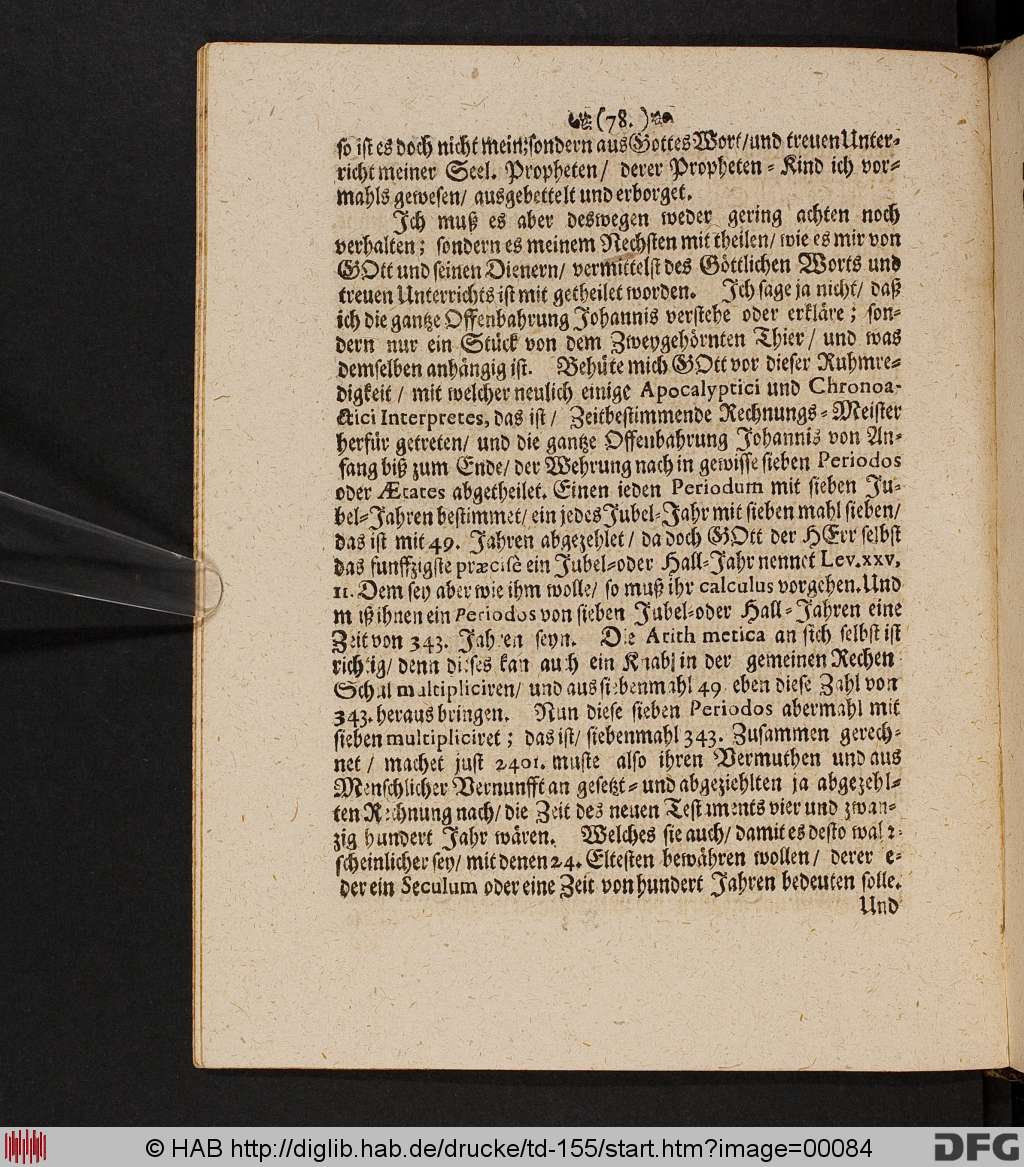 (78.)
so ist es doch nicht mein; sondern aus Gottes Wort/ und treuen Unter-
richt meiner Seel. Propheten/ derer Propheten-Kind ich vor-
mahls gewesen/ ausgebettelt und erborget.
Ich muß es aber deswegen weder gering achten noch
verhalten; sondern es meinem Nechsten mit theilen/ wie es mir von
GOtt und seinen Dienern/ vermittelst des Göttlichen Worts und
treuen Unterrichts ist mit getheilet worden. Ich sage ja nicht/ daß
ich die gantze Offenbahrung Johannis verstehe oder erkläre; son-
dern nur ein Stück von dem Zweygehörnten Thier/ und was
demselben anhängig ist. Behüte mich GOtt vor dieser Ruhmre-
digkeit/ mit welcher neulich einige Apocalyptici und Chronoa-
ctici Interpretes, das ist/ Zeitbestimmende Rechnungs-Meister
herfür getreten/ und die gantze Offenbahrung Johannis von An-
fang biß zum Ende/ der Wehrung nach in gewisse sieben Periodos
oder Ætates abgetheilet. Einen ieden Periodum mit sieben Ju-
bel-Jahren bestimmet/ ein jedes Jubel-Jahr mit sieben mahl sieben/
das ist mit 49. Jahren abgezehlet/ da doch GOtt der HErr selbst
das funffzigste præcisè ein Jubel-oder Hall-Jahr nennet Lev. xxv,
11. Dem sey aber wie ihm wolle/ so muß ihr calculus vorgehen. Und
m iß ihnen ein Periodos von sieben Jubel-oder Hall-Jahren eine
Zeit von 343. Jahren seyn. Die Arithmetica an sich selbst ist
richtig/ denn dieses kan auch ein Knab in der gemeinen Rechen
Schul multipliciren/ und aus siebenmahl 49 eben diese Zahl von
343. heraus bringen. Nun diese sieben Periodos abermahl mit
sieben multipliciret; das ist/ siebenmahl 343. Zusammen gerech-
net/ machet just 2401. muste also ihren Vermuthen und aus
Menschlicher Vernunfft an gesetzt-und abgeziehlten ja abgezehl-
ten Rechnung nach/ die Zeit des neuen Testaments vier und zwan-
zig hundert Jahr wären. Welches sie auch/ damit es desto wahr-
scheinlicher sey/ mit denen 24. Eltesten bewähren wollen/ derer e-
der ein Seculum oder eine Zeit von hundert Jahren bedeuten solle.
Und
© HAB http://diglib.hab.de/drucke/td-155/start.htm?image=00084
DFG